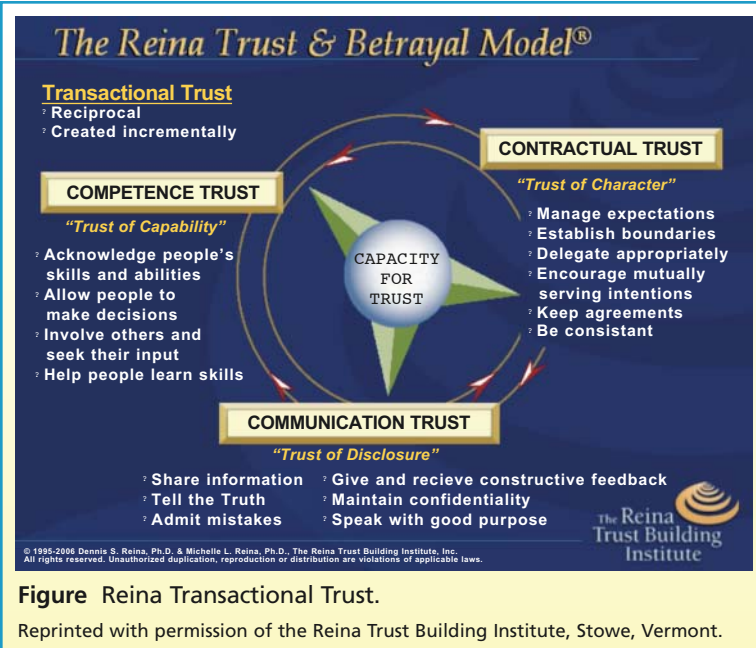 The Reina Trust & Betrayal Model®
Transactional Trust
? Reciprocal
? Created incrementally
CONTRACTUAL TRUST
“Trust of Character”
? Manage expectations
? Establish boundaries
? Delegate appropriately
? Encourage mutually
serving intentions
? Keep agreements
? Be consistant
COMPETENCE TRUST
“Trust of Capability”
? Acknowledge people’s
skills and abilities
? Allow people to
make decisions
? Involve others and
seek their input
? Help people learn skills
CAPACITY
FOR
TRUST
COMMUNICATION TRUST
“Trust of Disclosure”
? Share information
? Tell the Truth
? Admit mistakes
? Give and recieve constructive feedback
? Maintain confidentiality
? Speak with good purpose
The Reina
Trust Building
Institute
© 1995-2006 Dennis S. Reina, Ph.D. & Michelle L. Reina, Ph.D., The Reina Trust Building Institute, Inc.
All rights reserved. Unauthorized duplication, reproduction or distribution are violations of applicable laws.
Figure Reina Transactional Trust.
Reprinted with permission of the Reina Trust Building Institute, Stowe, Vermont.